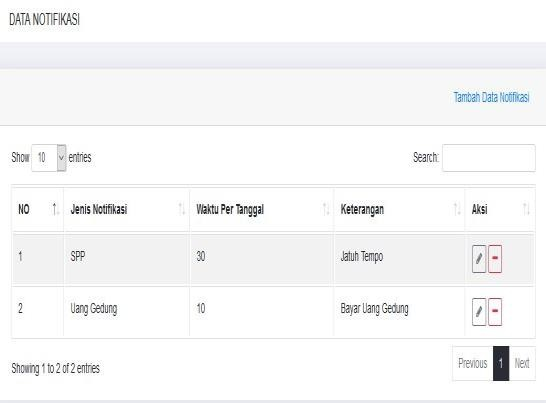 DATA NOTIFIKASI
Tambah Data Notifikasi
Show 10 entries Search:
NO Jenis Notifikasi Waktu Per Tanggal Keterangan Aksi
1 SPP 30 Jatuh Tempo
2 Uang Gedung 10 Bayar Uang Gedung
Showing 1 to 2 of 2 entries Previous 1 Next